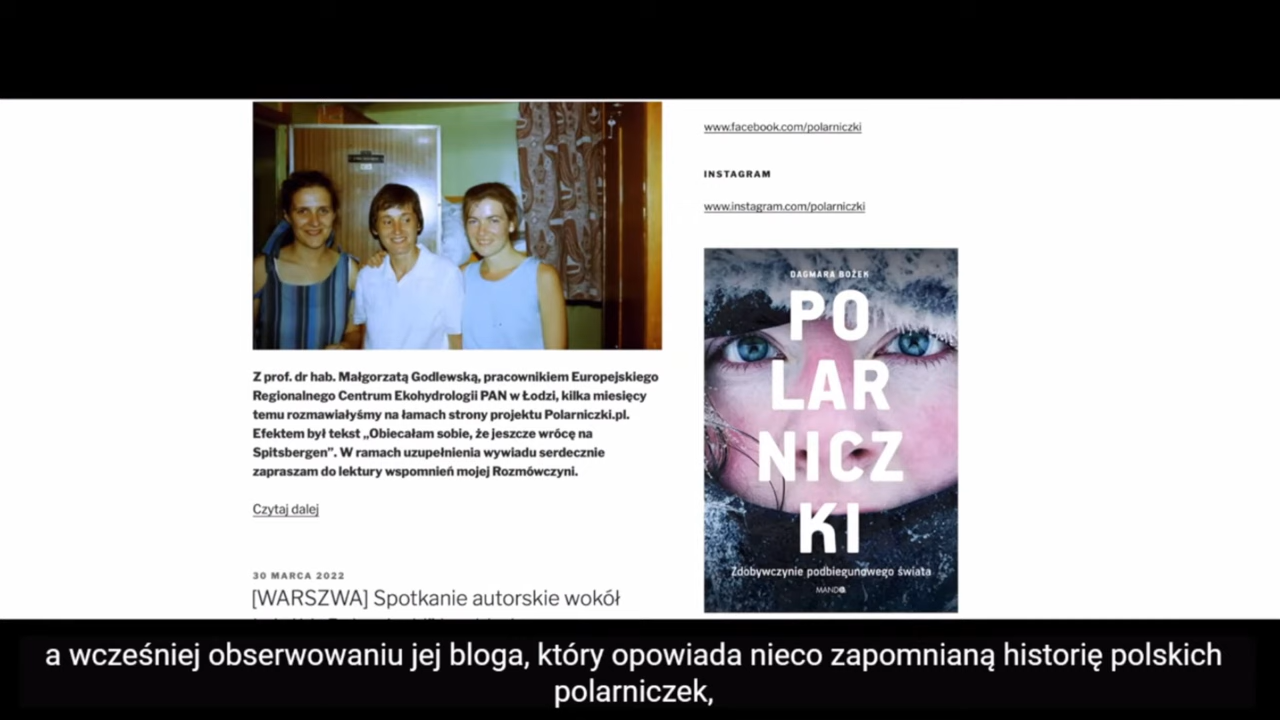 Z prof. dr hab. Małgorzatą Godlewską, pracownikiem Europejskiego
Regionalnego Centrum Ekohydrologii PAN w Łodzi, kilka miesięcy
temu rozmawiałyśmy na łamach strony projektu Polarniczki.pl.
Efektem był tekst „Obiecałam sobie, że jeszcze wrócę na
Spitsbergen”. W ramach uzupełnienia wywiadu serdecznie
zapraszam do lektury wspomnień mojej Rozmówczyni.
Czytaj dalej
30 MARCA 2022
[WARSZWA] Spotkanie autorskie wokół
www.facebook.com/polarniczki
INSTAGRAM
www.instagram.com/polarniczki
DAGMARA BOŻEK
PO
LAR
NICZ
KI
Zdobywczynie podbiegunowego świata
MANDO
a wcześniej obserwowaniu jej bloga, który opowiada nieco zapomnianą historię polskich
polarniczek,